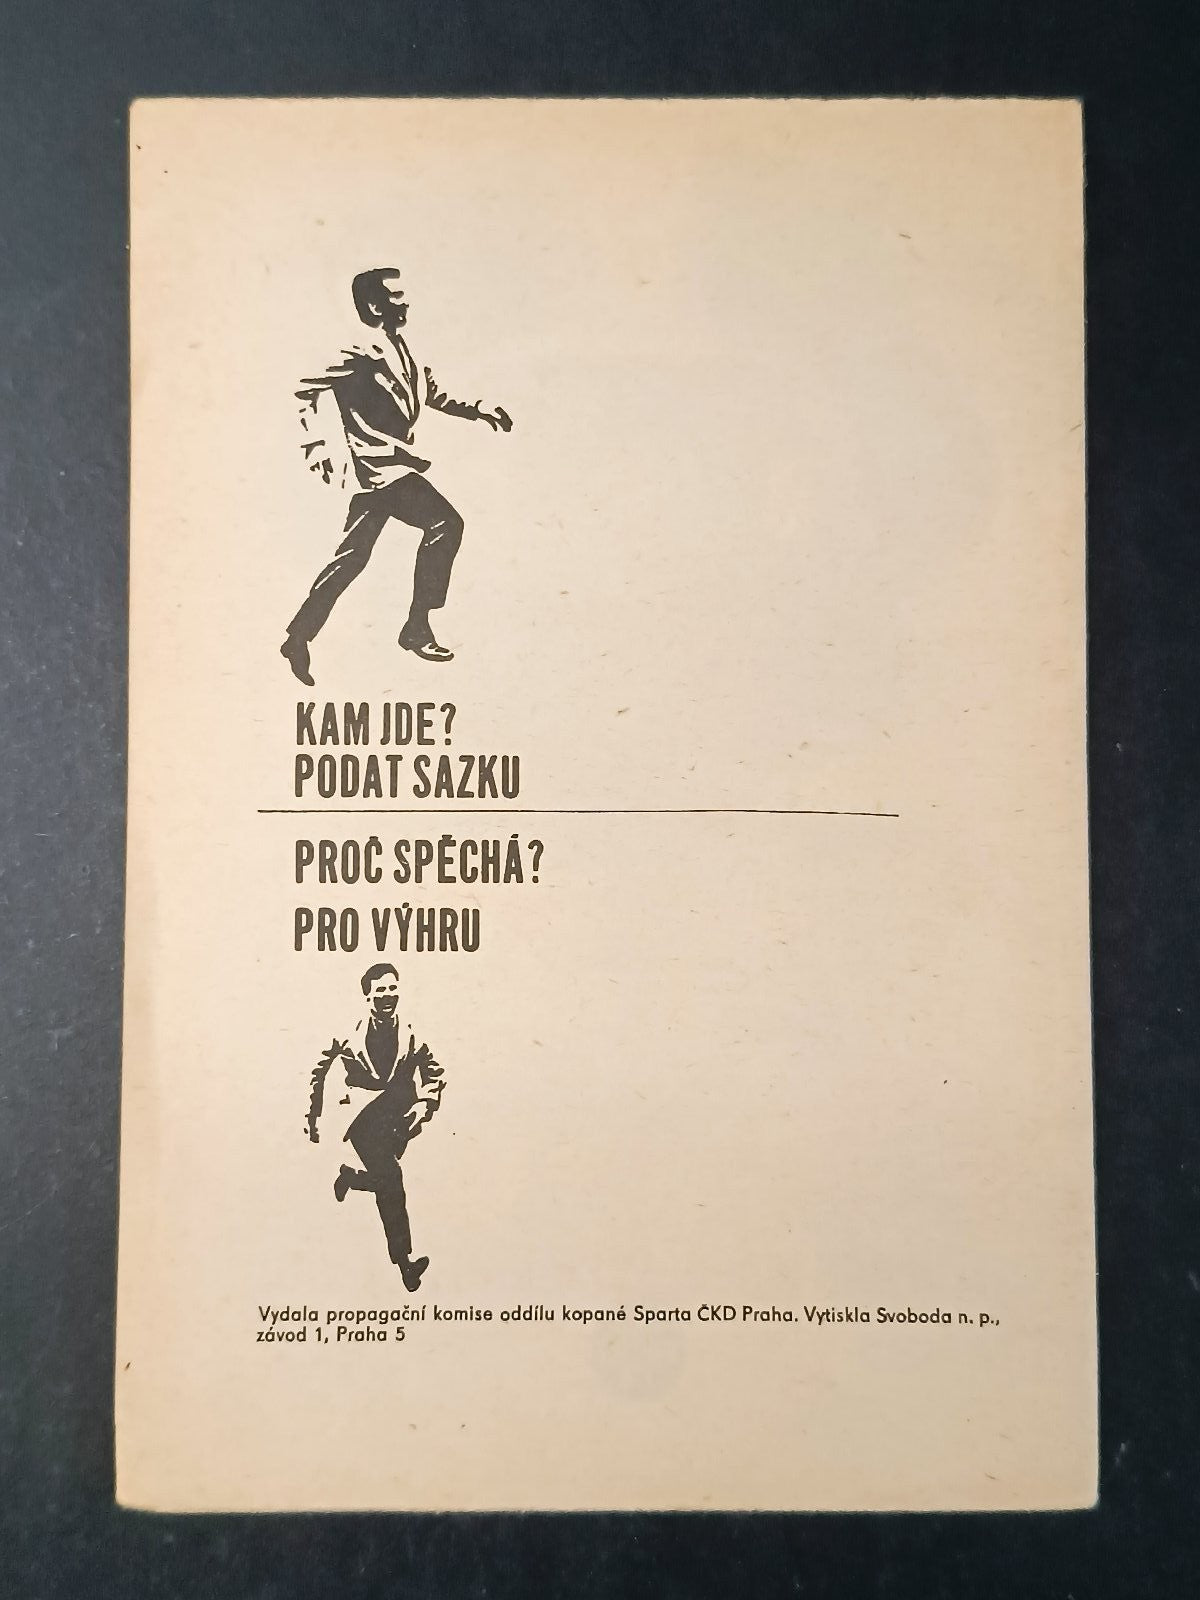 KAM JDE?
PODAT SAZKU
PROČ SPĚCHÁ?
PRO VÝHRU
Vydala propagační komise oddílu kopané Sparta ČKD Praha. Vytiskla Svoboda n. p.,
závod 1, Praha 5